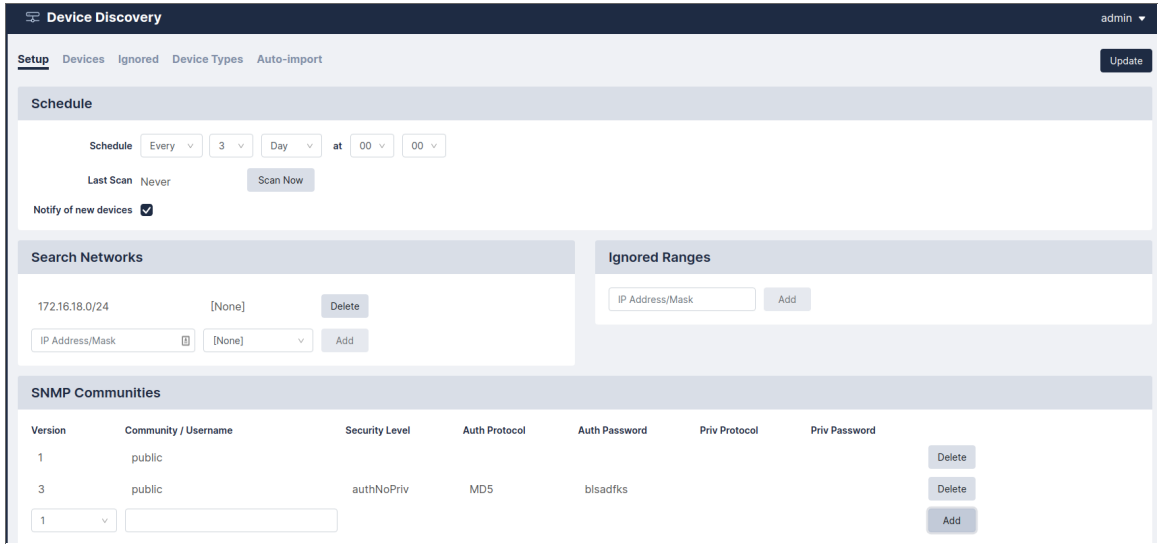 Device Discovery
admin
Setup Devices Ignored Device Types Auto-import
Update
Schedule
Schedule Every 3 Day at 00 00
Last Scan Never Scan Now
Notify of new devices
Search Networks
172.16.18.0/24 [None] Delete
IP Address/Mask [None] Add
Ignored Ranges
IP Address/Mask Add
SNMP Communities
Version Community / Username Security Level Auth Protocol Auth Password Priv Protocol Priv Password
1 public Delete
3 public authNoPriv MD5 blsadfks Delete
1 Add